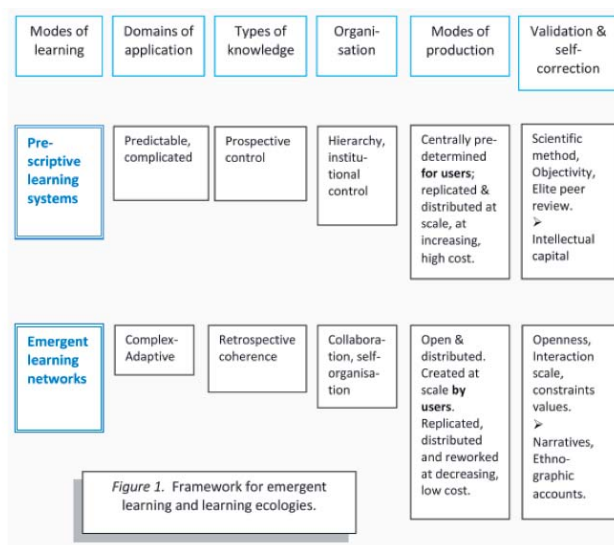 Modes of
learning
Domains of
application
Types of
knowledge
Organi-
sation
Modes of
production
Validation &
self-
correction
Pre-
scriptive
learning
systems
Predictable,
complicated
Prospective
control
Hierarchy,
institu-
tional
control
Centrally pre-
determined
for users;
replicated &
distributed at
scale, at
increasing,
high cost.
Scientific
method,
Objectivity,
Elite peer
review.
➢
Intellectual
capital
Emergent
learning
networks
Complex-
Adaptive
Retrospective
coherence
Collabora-
tion, self-
organisa-
tion
Open &
distributed.
Created at
scale by
users.
Replicated,
distributed
and reworked
at decreasing,
low cost.
Openness,
Interaction
scale,
constraints
values.
➢
Narratives,
Ethno-
graphic
accounts.
Figure 1. Framework for emergent
learning and learning ecologies.